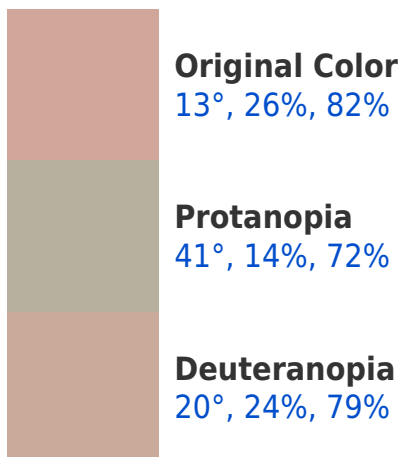 Original Color
13°, 26%, 82%
Protanopia
41°, 14%, 72%
Deuteranopia
20°, 24%, 79%